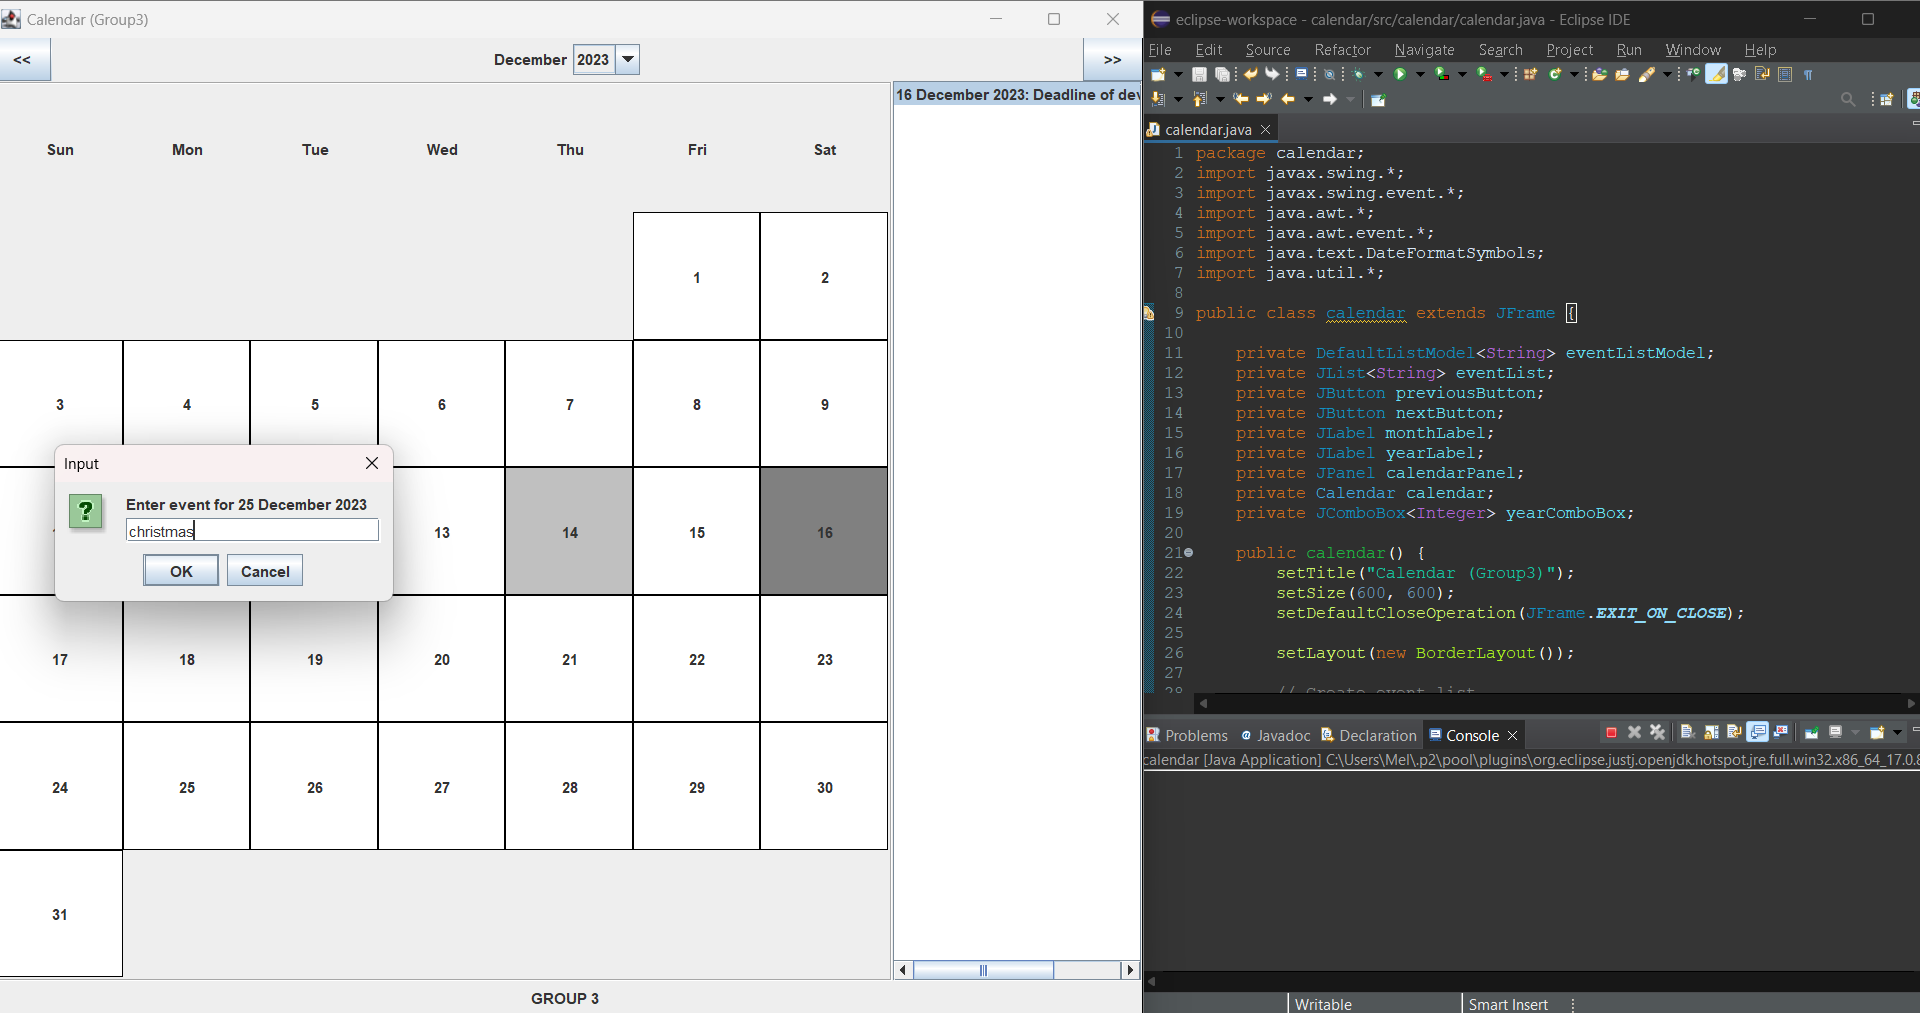 Calendar (Group3)
<<
December 2023
>>
16 December 2023: Deadline of dev
Sun Mon Tue Wed Thu Fri Sat
1 2
3 4 5 6 7 8 9
13 14 15 16
17 18 19 20 21 22 23
24 25 26 27 28 29 30
31
Input
?
Enter event for 25 December 2023
christmas
OK Cancel
GROUP 3
eclipse-workspace - calendar/src/calendar/calendar.java - Eclipse IDE
File Edit Source Refactor Navigate Search Project Run Window Help
calendar.java
1 package calendar;
2 import javax.swing.*;
3 import javax.swing.event.*;
4 import java.awt.*;
5 import java.awt.event.*;
6 import java.text.DateFormatSymbols;
7 import java.util.*;
8
9 public class calendar extends JFrame {
10
11 private DefaultListModel<String> eventListModel;
12 private JList<String> eventList;
13 private JButton previousButton;
14 private JButton nextButton;
15 private JLabel monthLabel;
16 private JLabel yearLabel;
17 private JPanel calendarPanel;
18 private Calendar calendar;
19 private JComboBox<Integer> yearComboBox;
20
21 public calendar() {
22 setTitle("Calendar (Group3)");
23 setSize(600, 600);
24 setDefaultCloseOperation(JFrame.EXIT_ON_CLOSE);
25
26 setLayout(new BorderLayout());
27
28 // Create event list
Problems Javadoc Declaration Console
calendar [Java Application] C:\Users\Mel\.p2\pool\plugins\org.eclipse.justj.openjdk.hotspot.jre.full.win32.x86_64_17.0.8
Writable Smart Insert